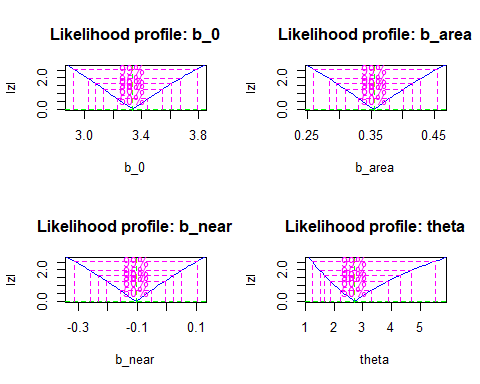 Likelihood profile: b_0
|z|
0.0 2.0
3.0 3.4 3.8
b_0
Likelihood profile: b_area
|z|
0.0 2.0
0.25 0.35 0.45
b_area
Likelihood profile: b_near
|z|
0.0 2.0
-0.3 -0.1 0.1
b_near
Likelihood profile: theta
|z|
0.0 2.0
1 2 3 4 5
theta